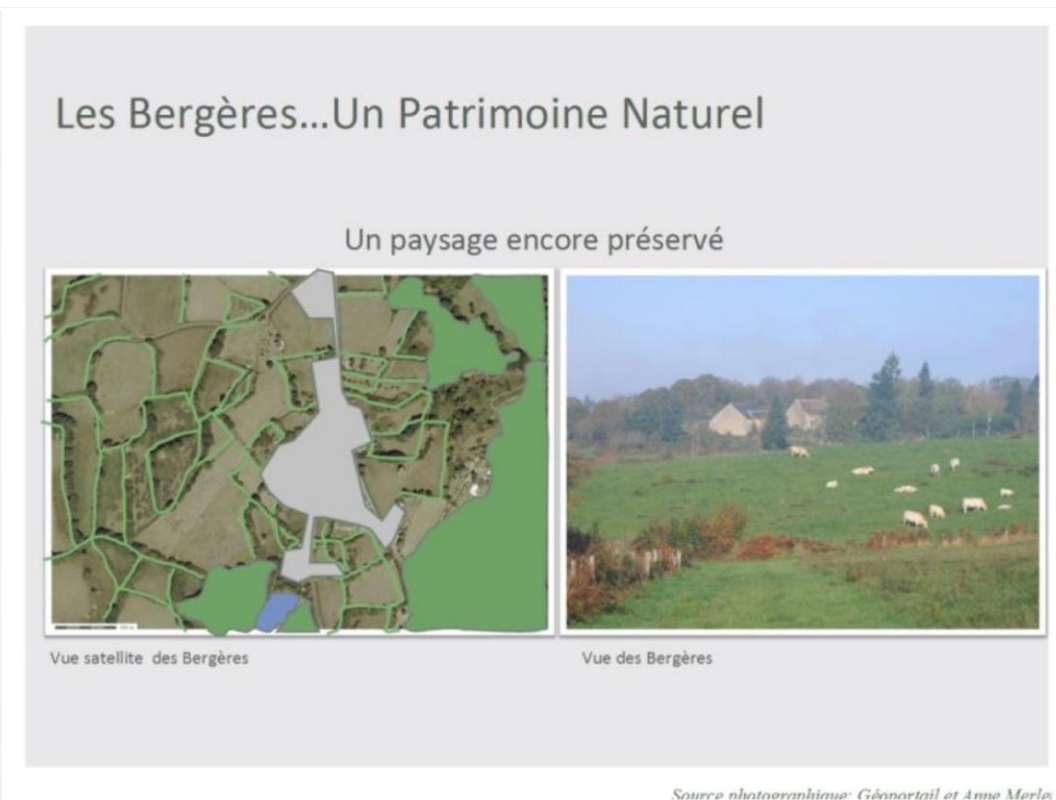 Les Bergères...Un Patrimoine Naturel
Un paysage encore préservé
Vue satellite des Bergères
Vue des Bergères
Source photographique: Géoportail et Anne